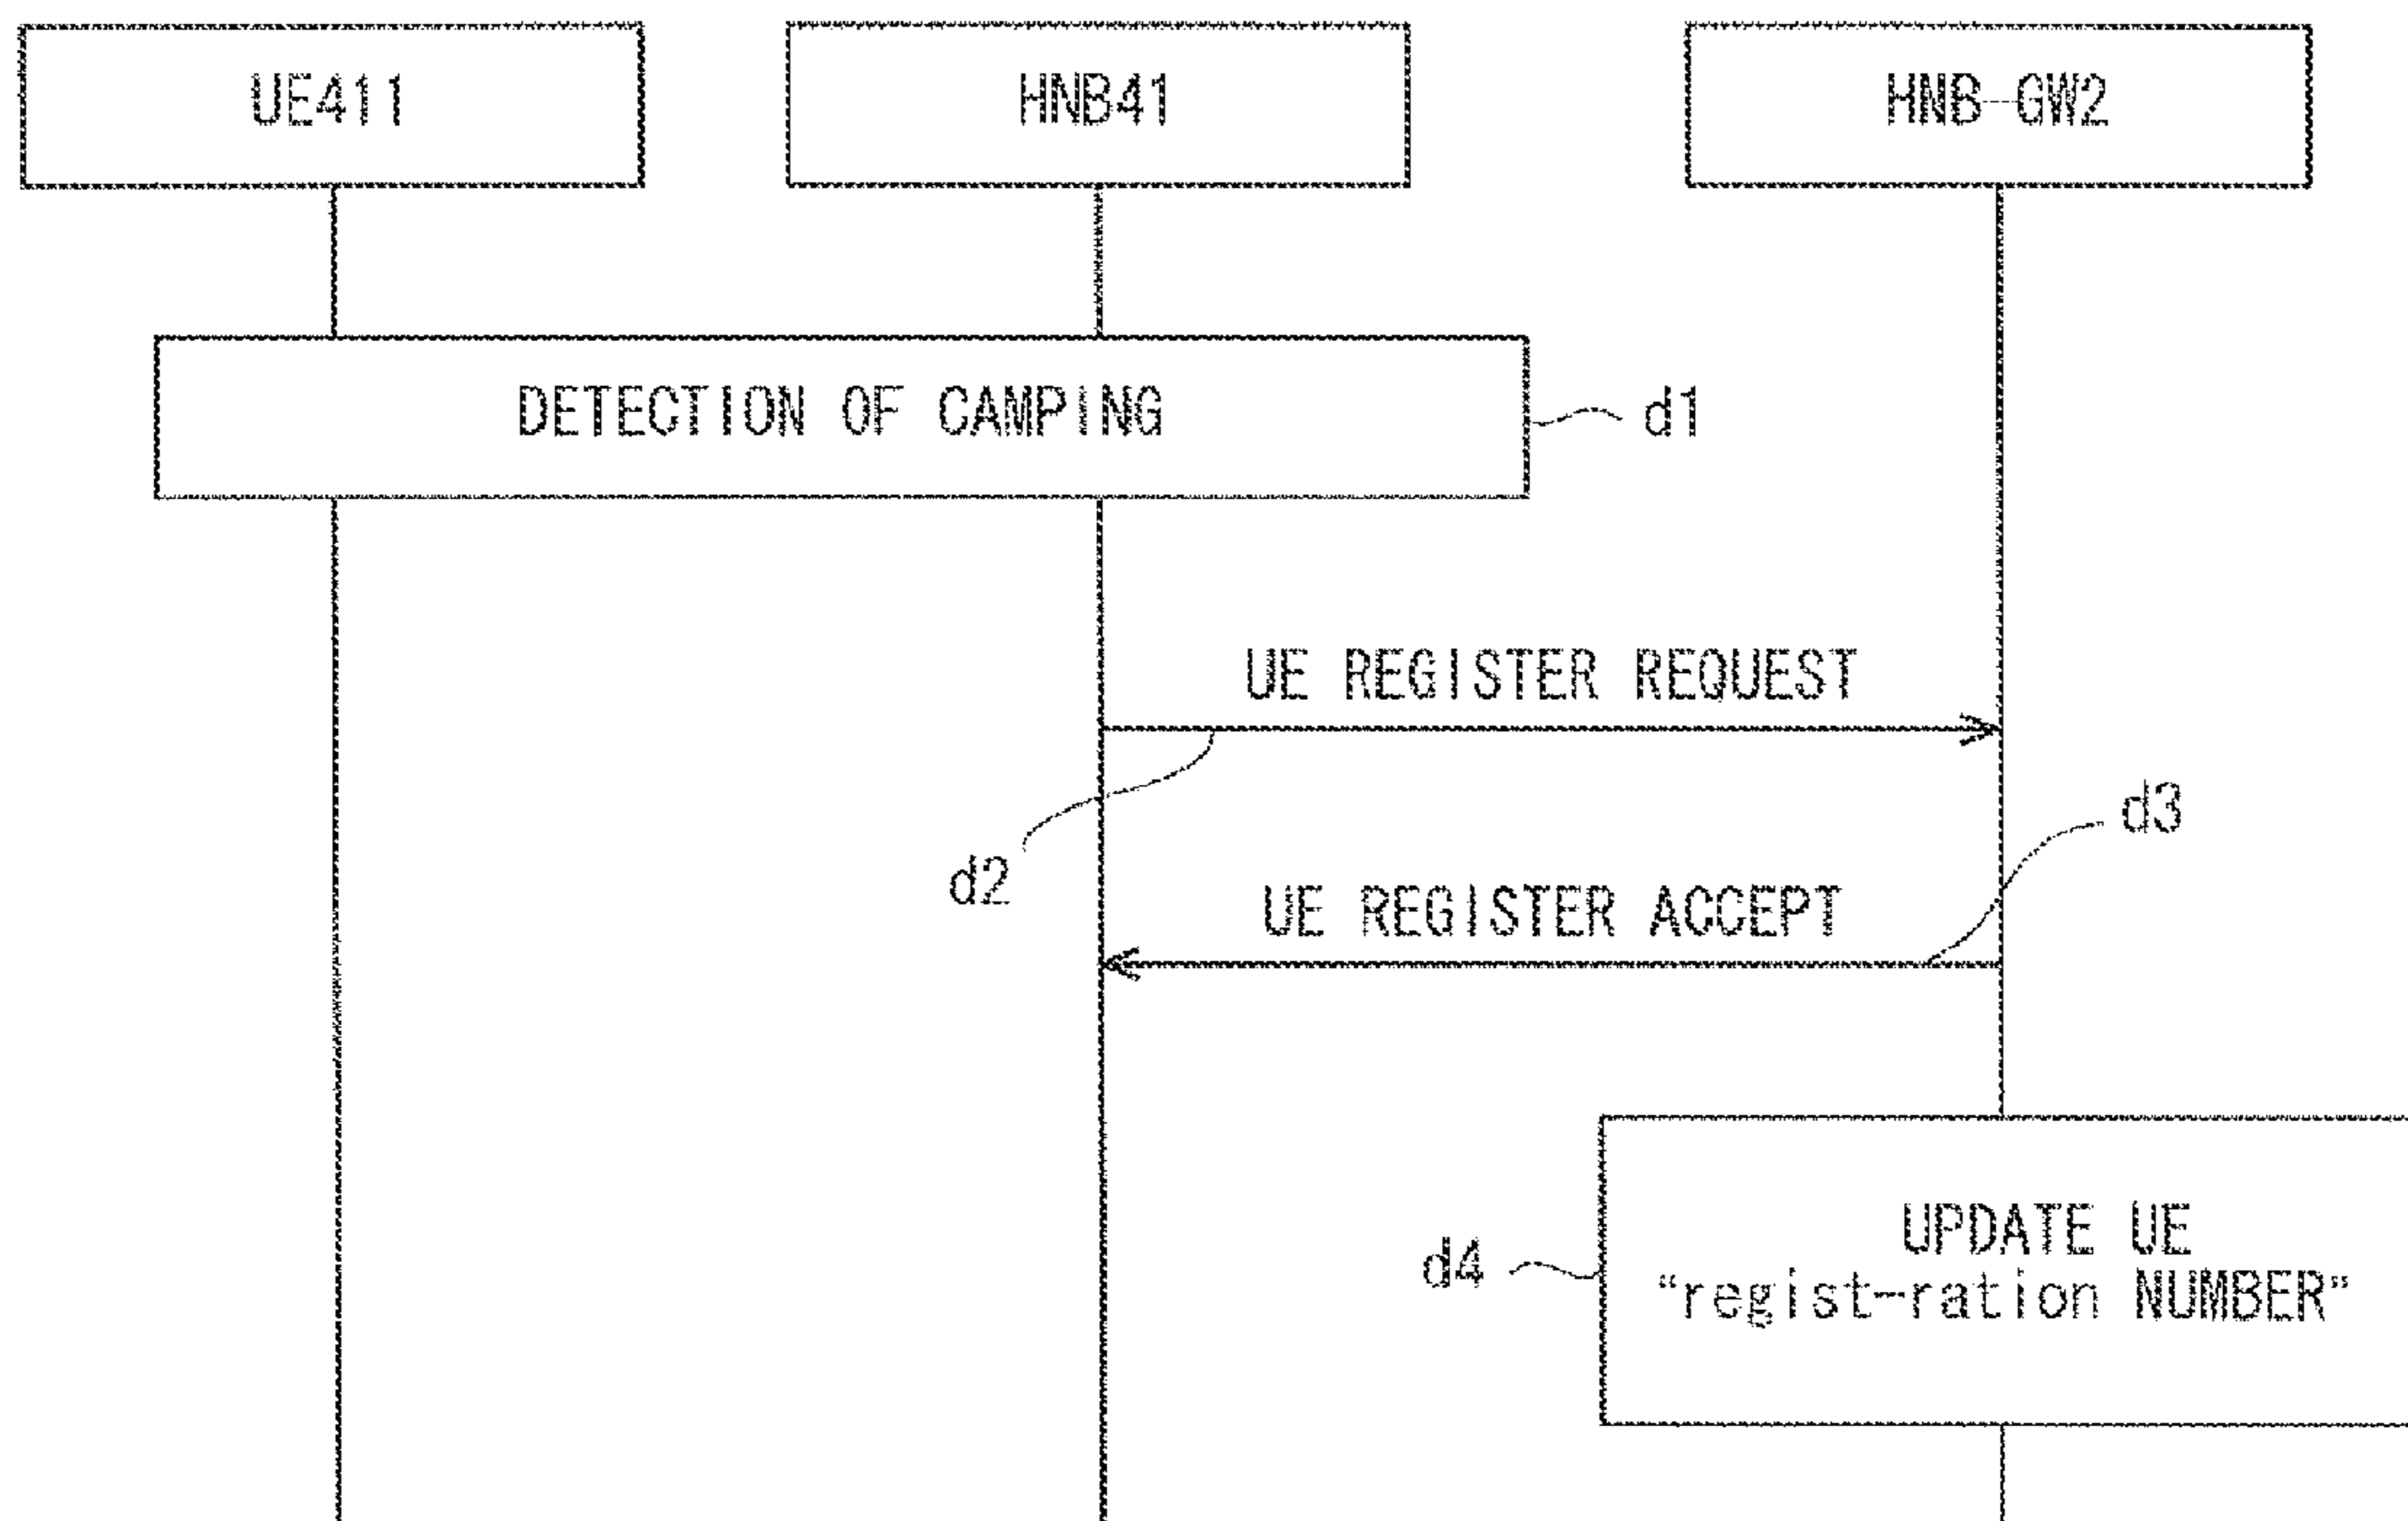 UE411
HNB41
HNB-GW2
DETECTION OF CAMPING
d1
UE REGISTER REQUEST
d2
d3
UE REGISTER ACCEPT
d4
UPDATE UE
“regist-ration NUMBER”